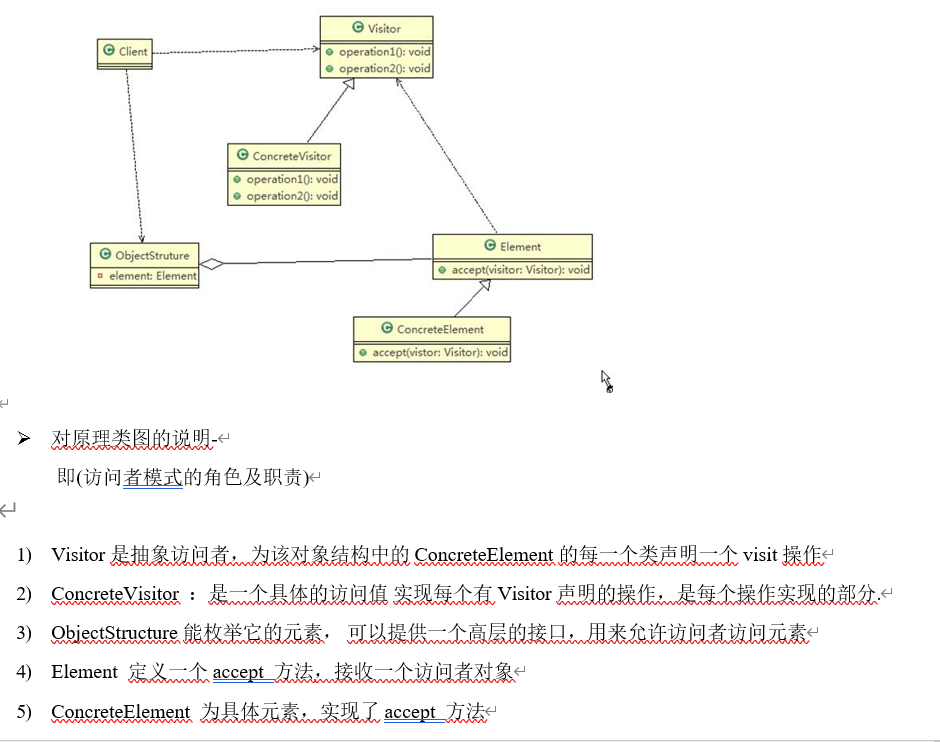 Visitor
operation1(): void
operation2(): void
Client
ConcreteVisitor
operation1(): void
operation2(): void
ObjectStruture
element: Element
Element
accept(visitor: Visitor): void
ConcreteElement
accept(vistor: Visitor): void
对原理类图的说明-
即(访问者模式的角色及职责)
1) Visitor 是抽象访问者，为该对象结构中的 ConcreteElement 的每一个类声明一个 visit 操作
2) ConcreteVisitor ：是一个具体的访问值 实现每个有 Visitor 声明的操作，是每个操作实现的部分.
3) ObjectStructure 能枚举它的元素， 可以提供一个高层的接口，用来允许访问者访问元素
4) Element 定义一个 accept 方法，接收一个访问者对象
5) ConcreteElement 为具体元素，实现了 accept 方法